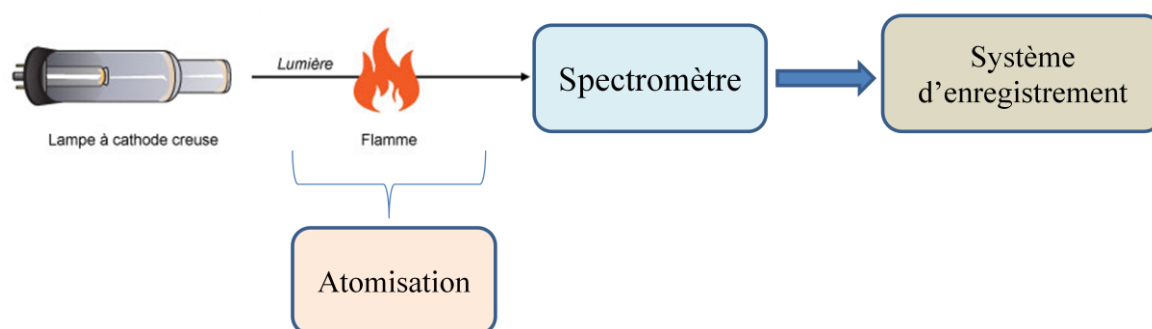 Lumière
Lampe à cathode creuse
Flamme
Spectromètre
Système
d’enregistrement
Atomisation